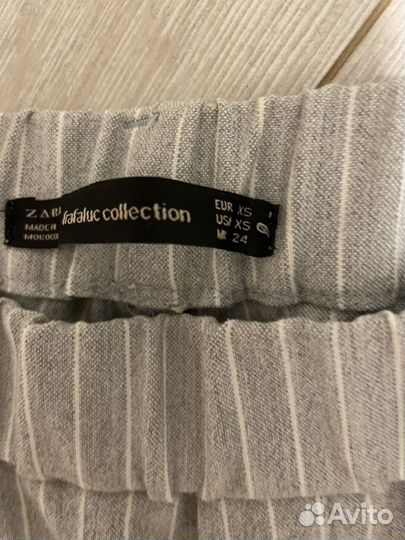 ZARA
trafaluc collection
MADE IN
MOROCCO
EUR XS
USA XS
MEX 24
Avito